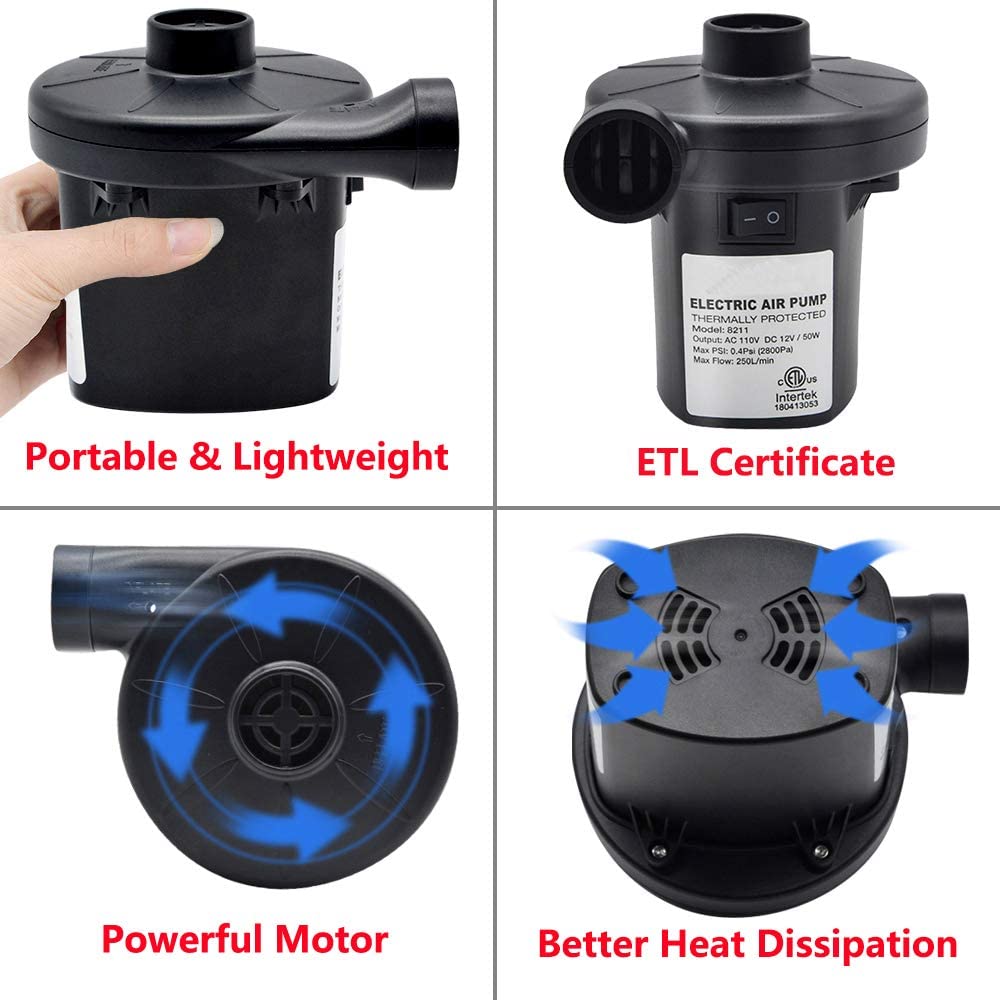 ELECTRIC AIR PUMP
THERMALLY PROTECTED
Model: 8211
Output: AC 110V DC 12V / 50W
Max PSI: 0.4Psi (2800Pa)
Max Flow: 250L/min
c ETL us
Intertek
180413053
Portable & Lightweight
ETL Certificate
Powerful Motor
Better Heat Dissipation